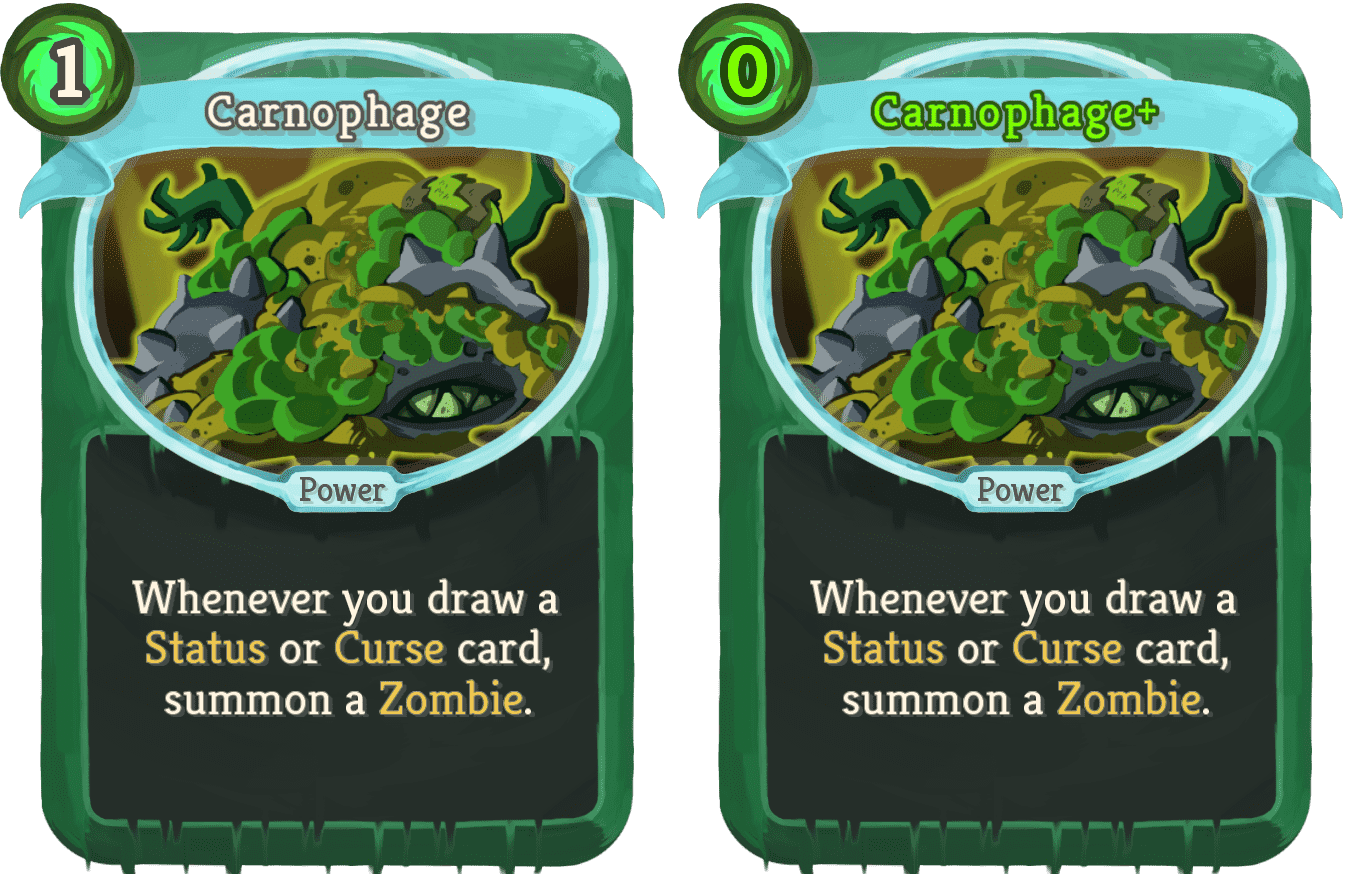 1
Carnophage
Power
Whenever you draw a
Status or Curse card,
summon a Zombie.
0
Carnophage+
Power
Whenever you draw a
Status or Curse card,
summon a Zombie.